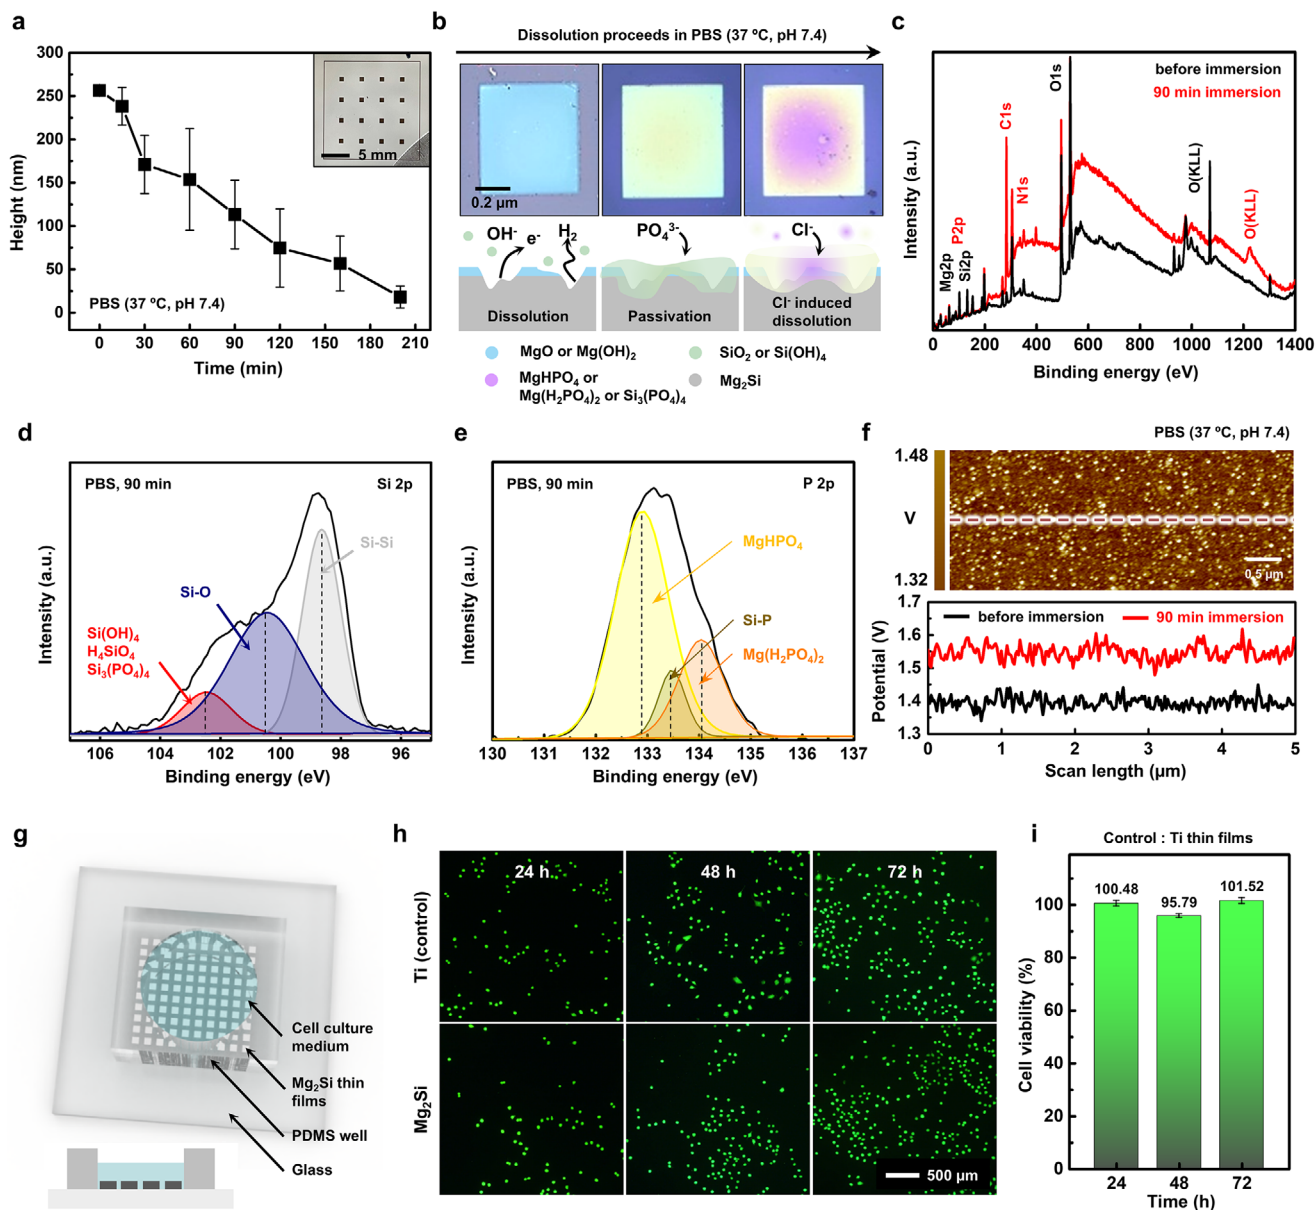 a
300
250
200
150
100
50
0
Height (nm)
5 mm
PBS (37 ºC, pH 7.4)
0 30 60 90 120 150 180 210
Time (min)
b
Dissolution proceeds in PBS (37 ºC, pH 7.4)
0.2 µm
OH- e- H2
PO43-
Cl-
Dissolution
Passivation
Cl- induced
dissolution
MgO or Mg(OH)2
SiO2 or Si(OH)4
MgHPO4 or
Mg(H2PO4)2 or Si3(PO4)4
Mg2Si
c
before immersion
90 min immersion
Intensity (a.u.)
Mg2p
P2p
Si2p
C1s
N1s
O1s
O(KLL)
O(KLL)
0 200 400 600 800 1000 1200 1400
Binding energy (eV)
d
PBS, 90 min
Si 2p
Si-Si
Si-O
Si(OH)4
H4SiO4
Si3(PO4)4
Intensity (a.u.)
106 104 102 100 98 96
Binding energy (eV)
e
PBS, 90 min
P 2p
MgHPO4
Si-P
Mg(H2PO4)2
Intensity (a.u.)
130 131 132 133 134 135 136 137
Binding energy (eV)
f
PBS (37 ºC, pH 7.4)
1.48
V
1.32
0.5 µm
1.7
1.6
1.5
1.4
1.3
Potential (V)
before immersion
90 min immersion
0 1 2 3 4 5
Scan length (µm)
g
Cell culture
medium
Mg2Si thin
films
PDMS well
Glass
h
24 h
48 h
72 h
Ti (control)
Mg2Si
500 µm
i
Control : Ti thin films
100.48
95.79
101.52
100
80
60
40
20
0
Cell viability (%)
24 48 72
Time (h)